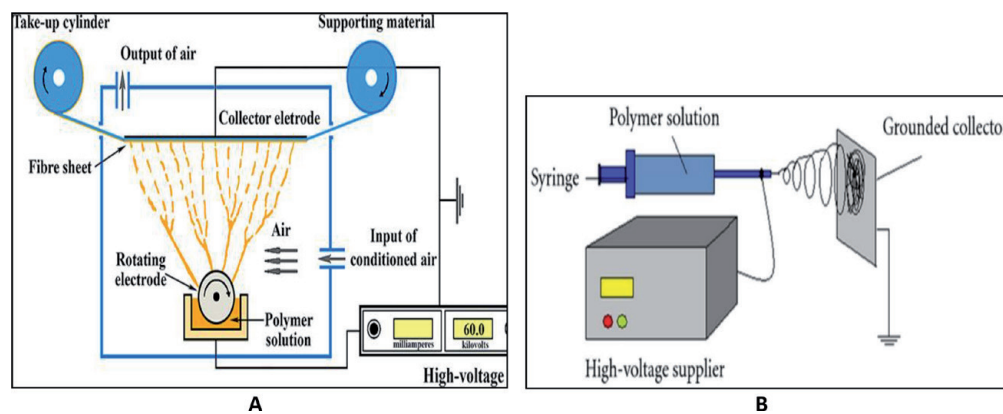 Take-up cylinder
Supporting material
Output of air
Collector eletrode
Fibre sheet
Air
Input of
conditioned air
Rotating
electrode
Polymer
solution
milliamperes
60.0
kilovolts
High-voltage
A
Polymer solution
Grounded collecto
Syringe
High-voltage supplier
B